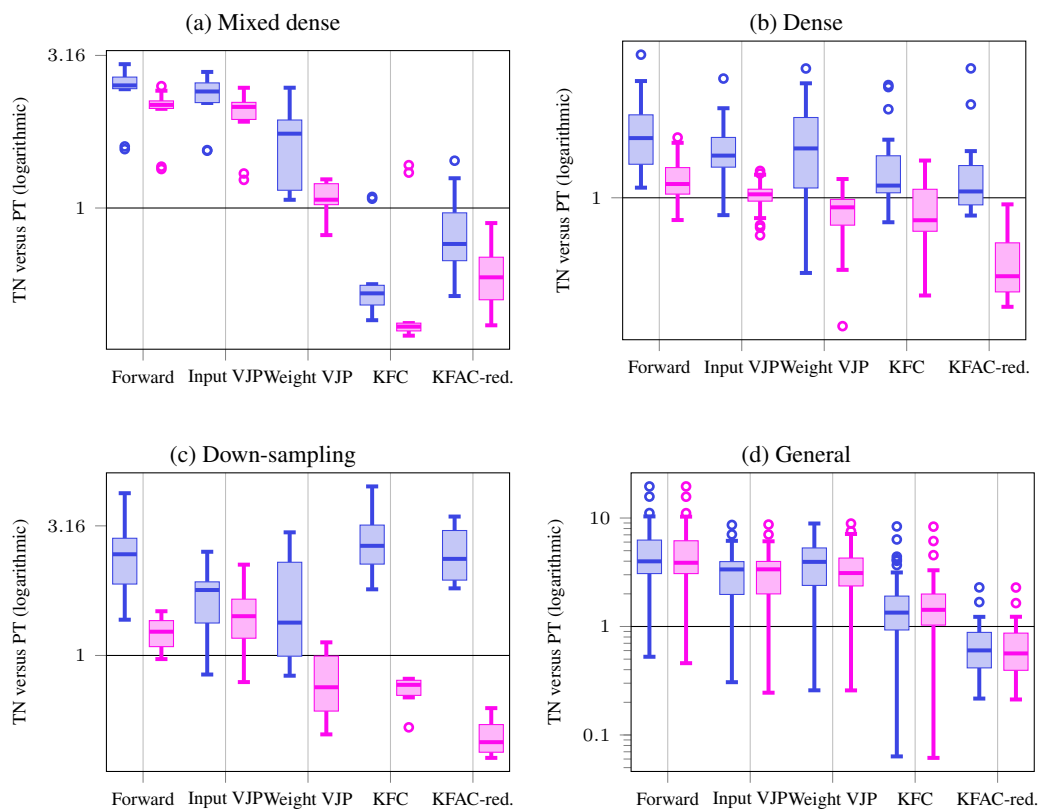 (a) Mixed dense
3.16
1
TN versus PT (logarithmic)
Forward Input VJP Weight VJP KFC KFAC-red.
(b) Dense
1
TN versus PT (logarithmic)
Forward Input VJP Weight VJP KFC KFAC-red.
(c) Down-sampling
3.16
1
TN versus PT (logarithmic)
Forward Input VJP Weight VJP KFC KFAC-red.
(d) General
10
1
0.1
TN versus PT (logarithmic)
Forward Input VJP Weight VJP KFC KFAC-red.